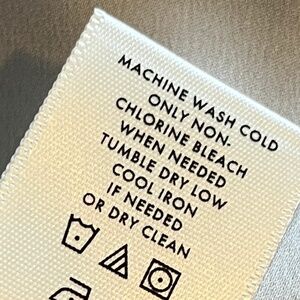 MACHINE WASH COLD
ONLY NON-
CHLORINE BLEACH
WHEN NEEDED
TUMBLE DRY LOW
COOL IRON
IF NEEDED
OR DRY CLEAN